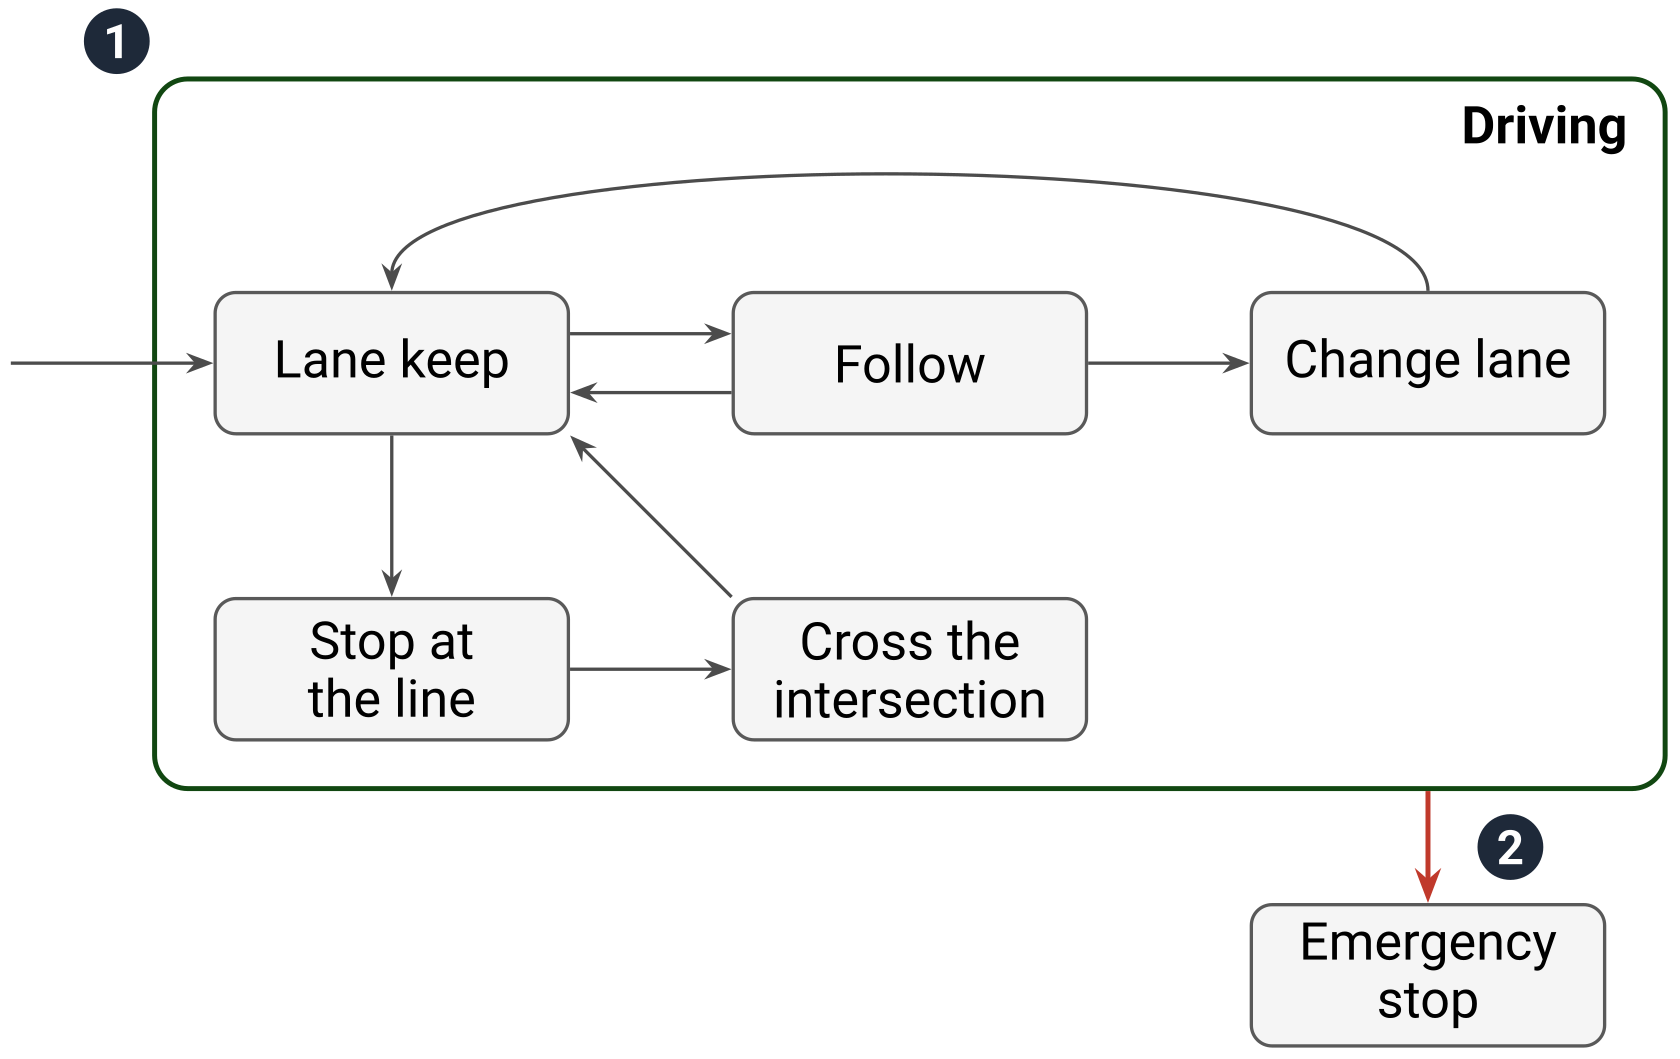 1
Driving
Lane keep
Follow
Change lane
Stop at
the line
Cross the
intersection
2
Emergency
stop